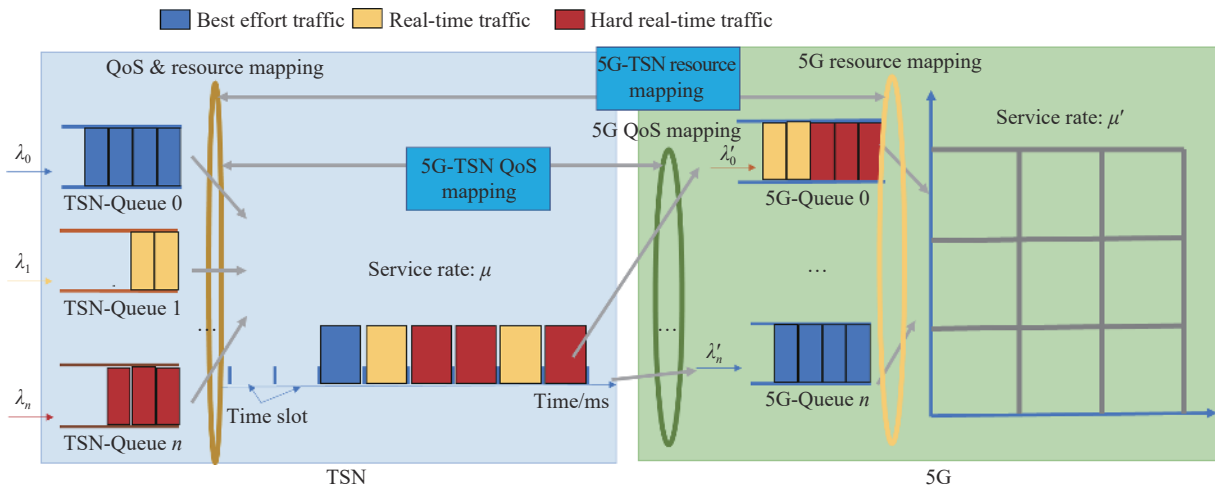 Best effort traffic
Real-time traffic
Hard real-time traffic
QoS & resource mapping
5G-TSN resource
mapping
5G resource mapping
5G QoS mapping
Service rate: μ′
λ0
TSN-Queue 0
5G-TSN QoS
mapping
λ′0
5G-Queue 0
λ1
TSN-Queue 1
Service rate: μ
...
...
...
λn
TSN-Queue n
Time slot
Time/ms
λ′n
5G-Queue n
TSN
5G